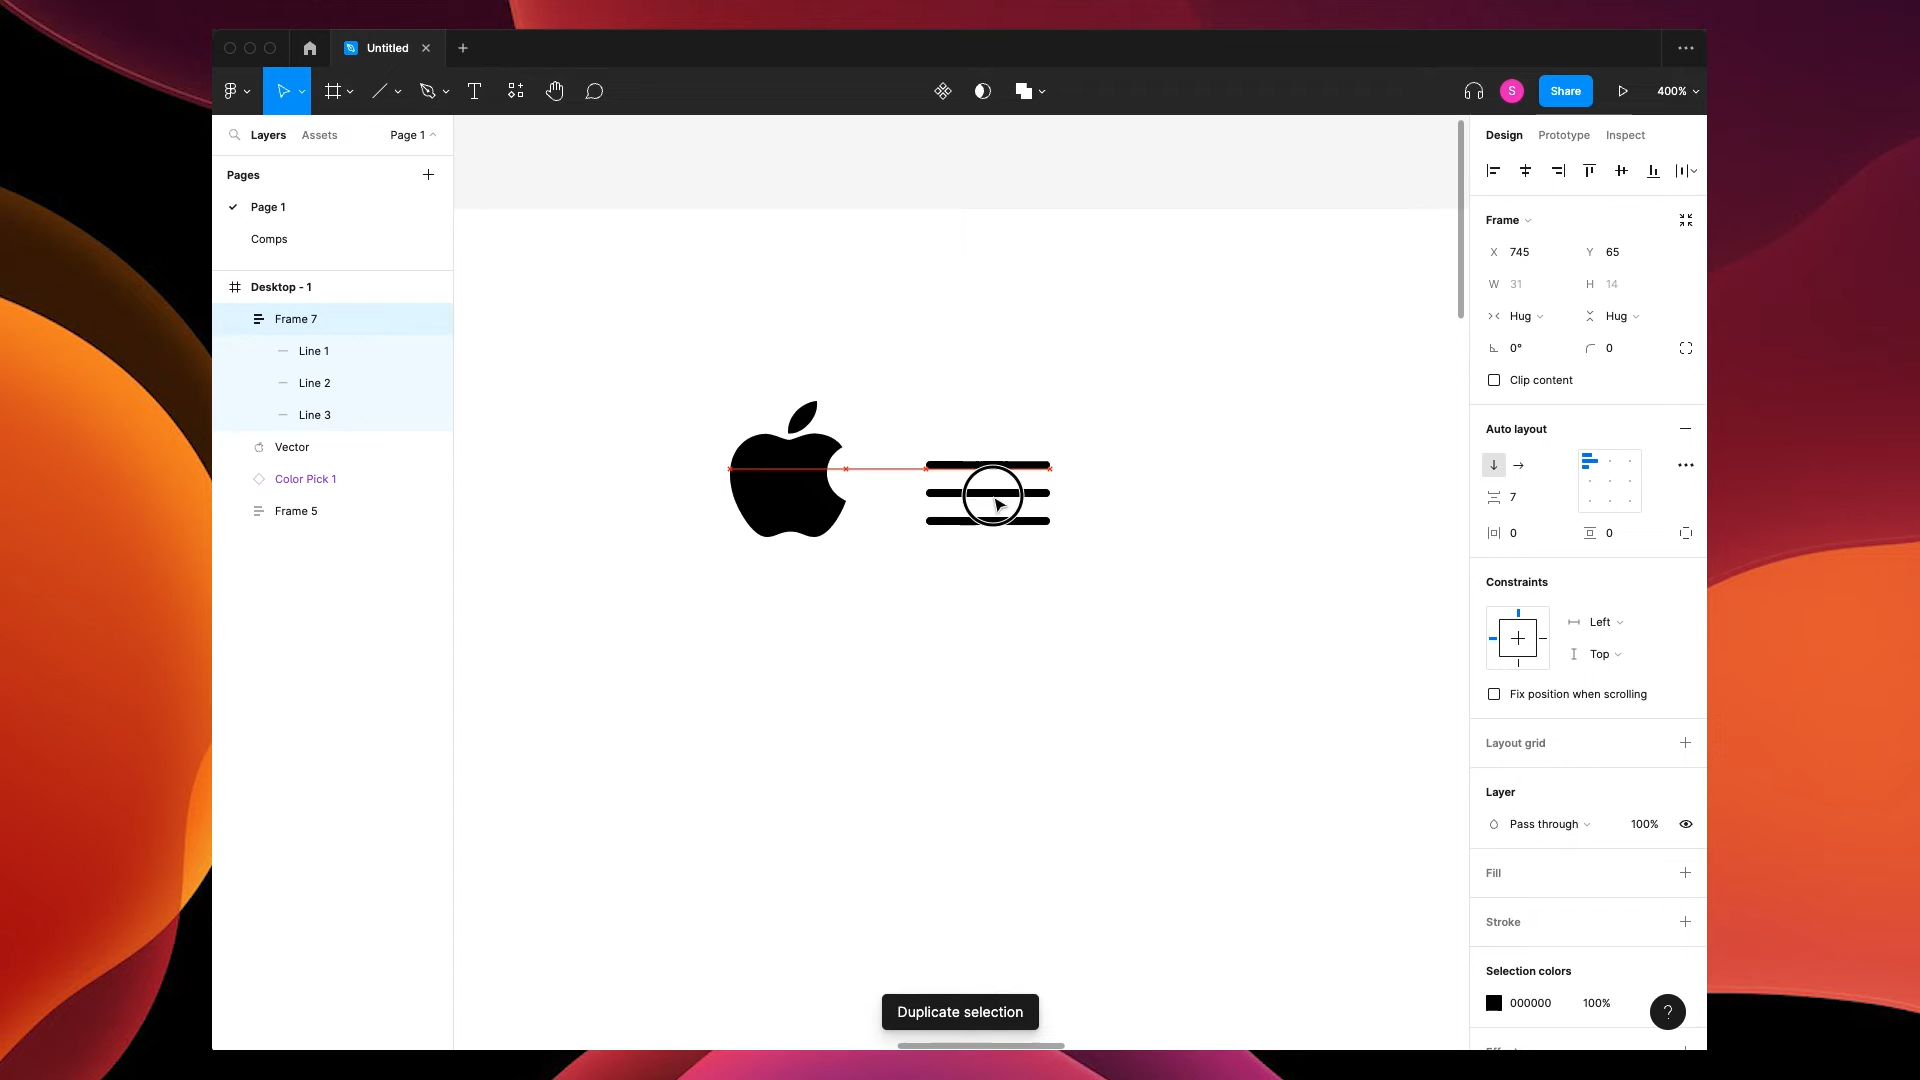 Untitled
S
Share
400%
Layers Assets Page 1
Design Prototype Inspect
Pages
Page 1
Comps
Frame
X 745 Y 65
W 31 H 14
Hug Hug
0° 0
Clip content
Desktop - 1
Frame 7
Line 1
Line 2
Line 3
Vector
Color Pick 1
Frame 5
Auto layout
7
0 0
Constraints
Left
Top
Fix position when scrolling
Layout grid
Layer
Pass through 100%
Fill
Stroke
Selection colors
000000 100%
?
Duplicate selection